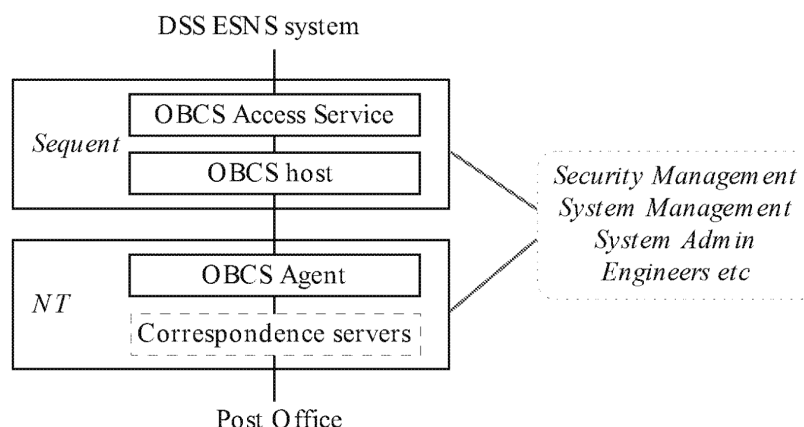 DSS ESNS system
OBCS Access Service
Sequent
OBCS host
Security Management
System Management
System Admin
Engineers etc
OBCS Agent
NT
Correspondence servers
Post Office